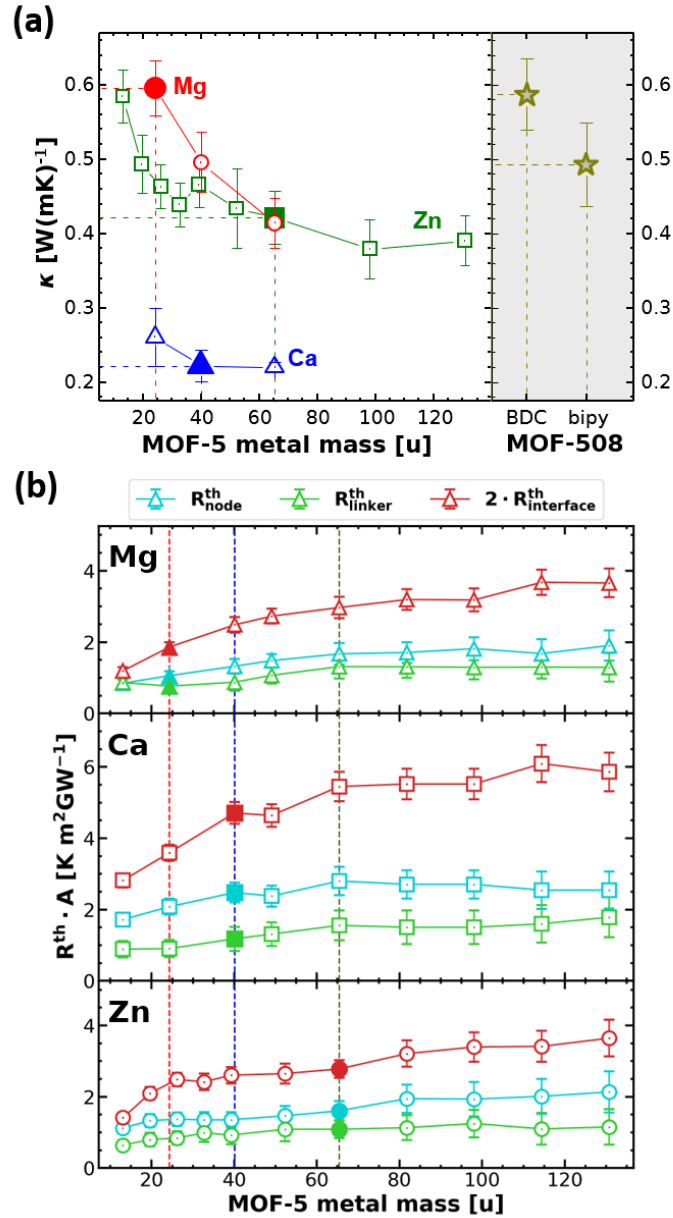 (a)
0.6
0.5
0.4
0.3
0.2
κ [W(mK)⁻¹]
Mg
Zn
Ca
0.6
0.5
0.4
0.3
0.2
20 40 60 80 100 120
BDC bipy
MOF-5 metal mass [u]
MOF-508
(b)
R^th_node R^th_linker 2 · R^th_interface
Mg
4
2
0
Ca
6
4
2
0
Zn
4
2
0
R^th · A [K m²GW⁻¹]
20 40 60 80 100 120
MOF-5 metal mass [u]